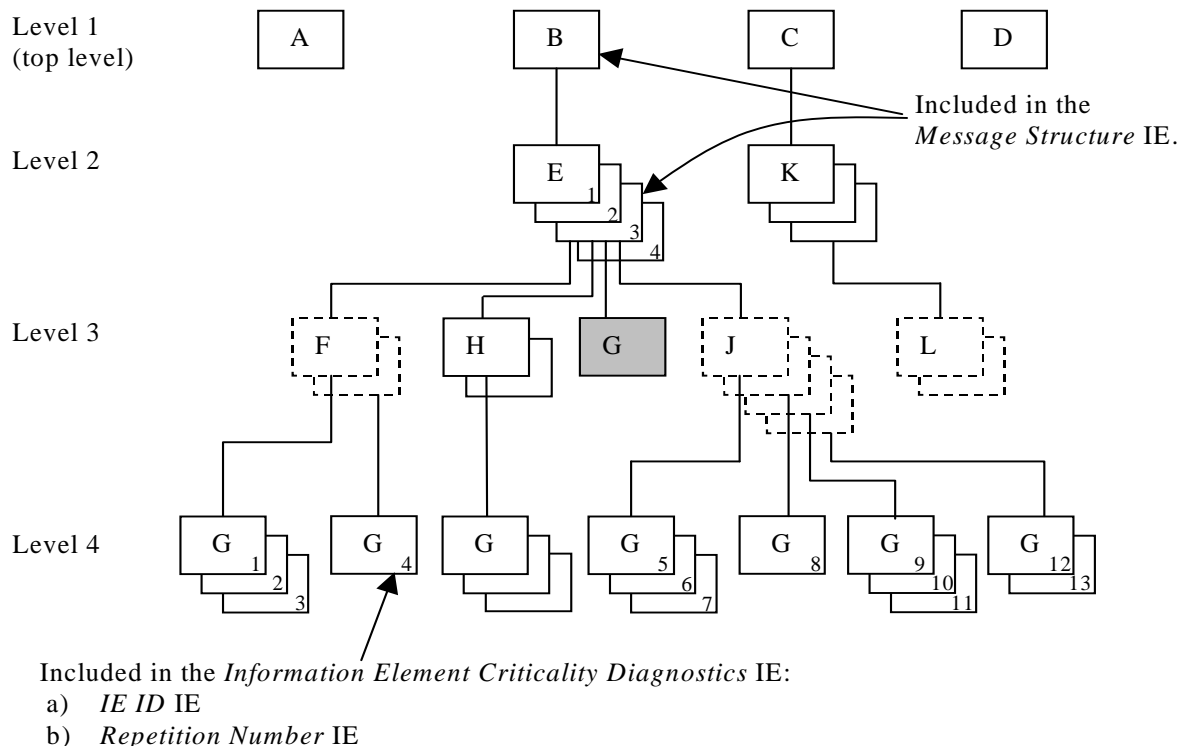 Level 1
(top level)
A
B
C
D
Included in the
Message Structure IE.
Level 2
E
1
2
3
4
K
Level 3
F
H
G
J
L
Level 4
G
1
2
3
G
4
G
G
5
6
7
G
8
G
9
10
11
G
12
13
Included in the Information Element Criticality Diagnostics IE:
a) IE ID IE
b) Repetition Number IE